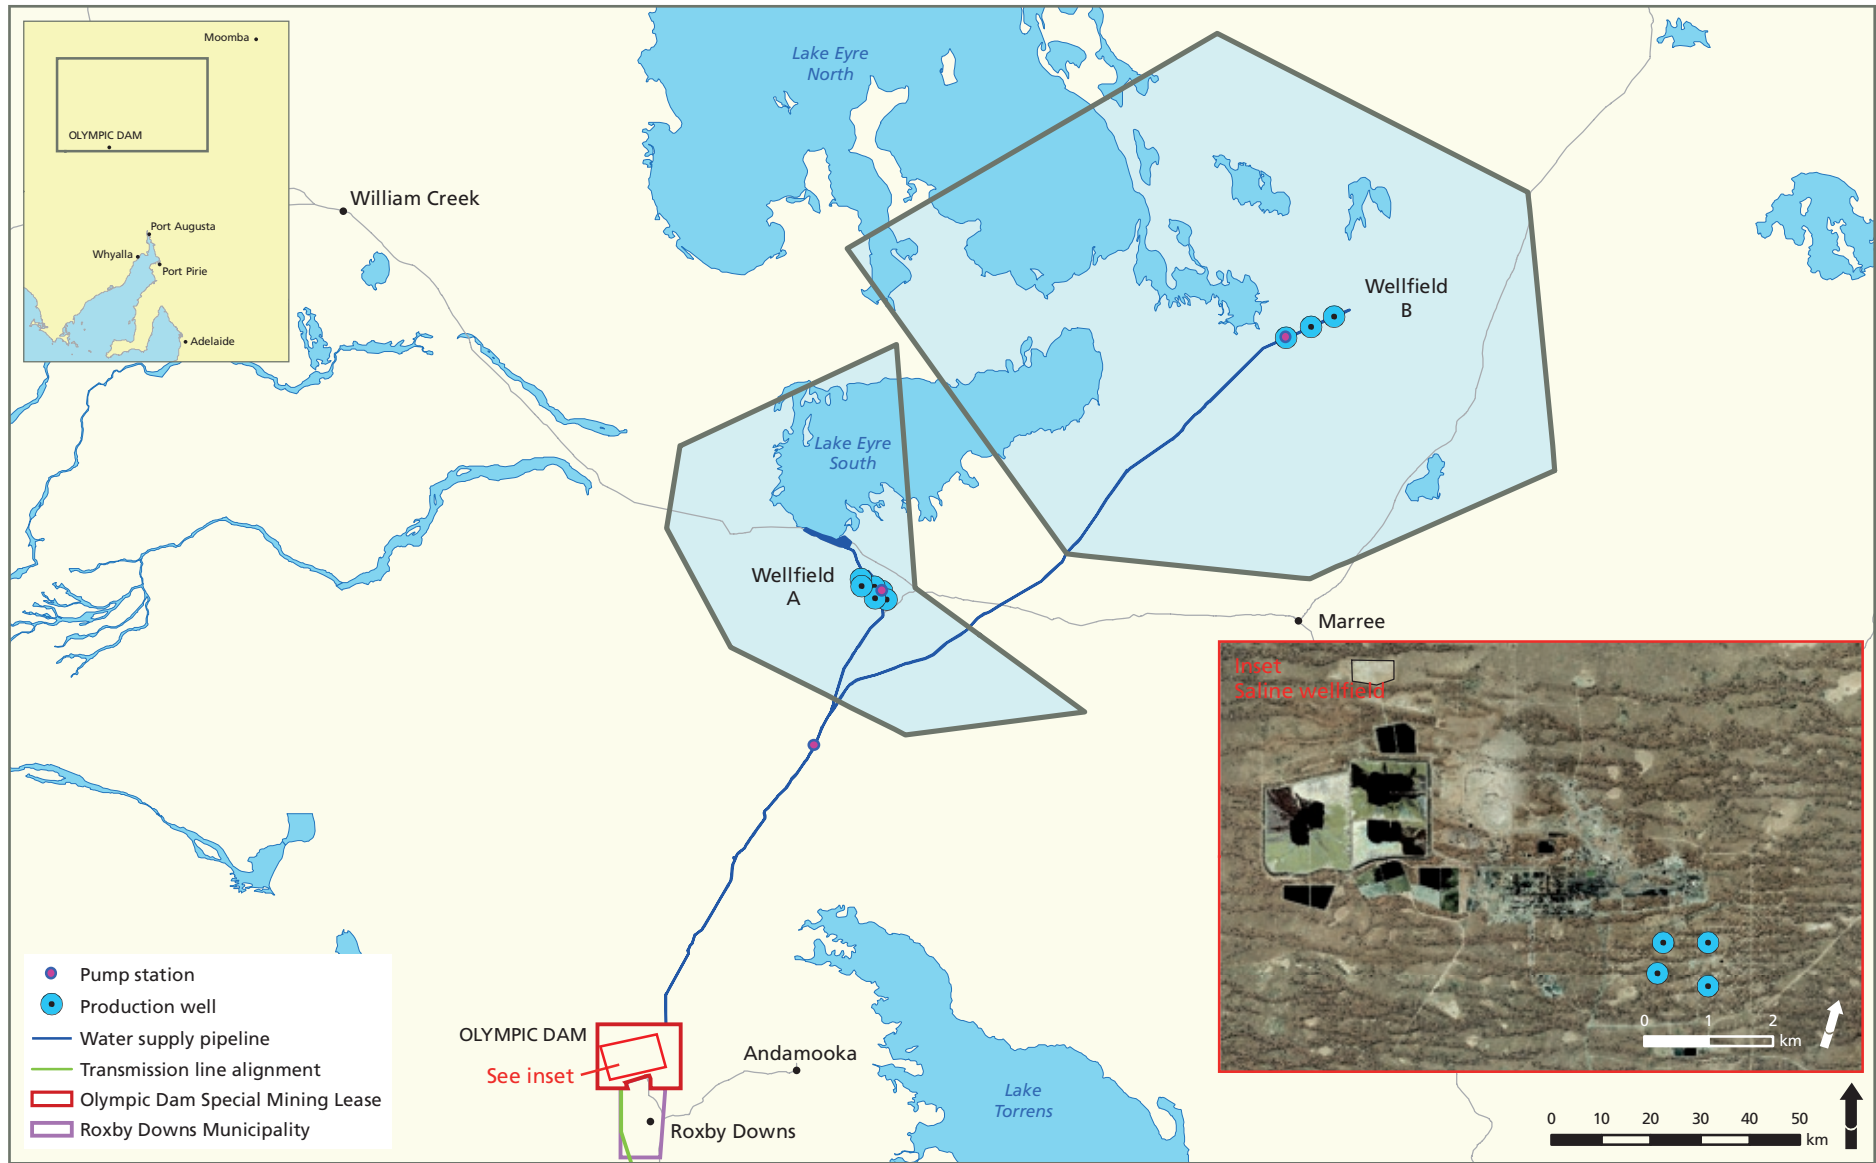 Moomba
OLYMPIC DAM
Port Augusta
Whyalla
Port Pirie
Adelaide
Lake Eyre
North
William Creek
Wellfield
B
Lake Eyre
South
Wellfield
A
Marree
Inset
Saline wellfield
0 1 2
km
OLYMPIC DAM
See inset
Andamooka
Roxby Downs
Lake
Torrens
Pump station
Production well
Water supply pipeline
Transmission line alignment
Olympic Dam Special Mining Lease
Roxby Downs Municipality
0 10 20 30 40 50
km